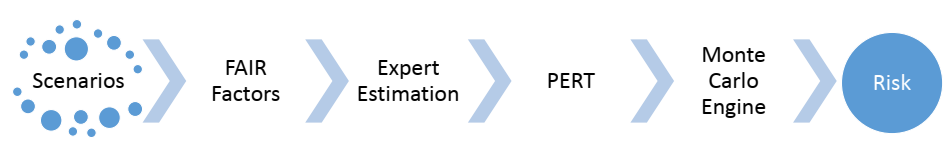 Scenarios
FAIR
Factors
Expert
Estimation
PERT
Monte
Carlo
Engine
Risk